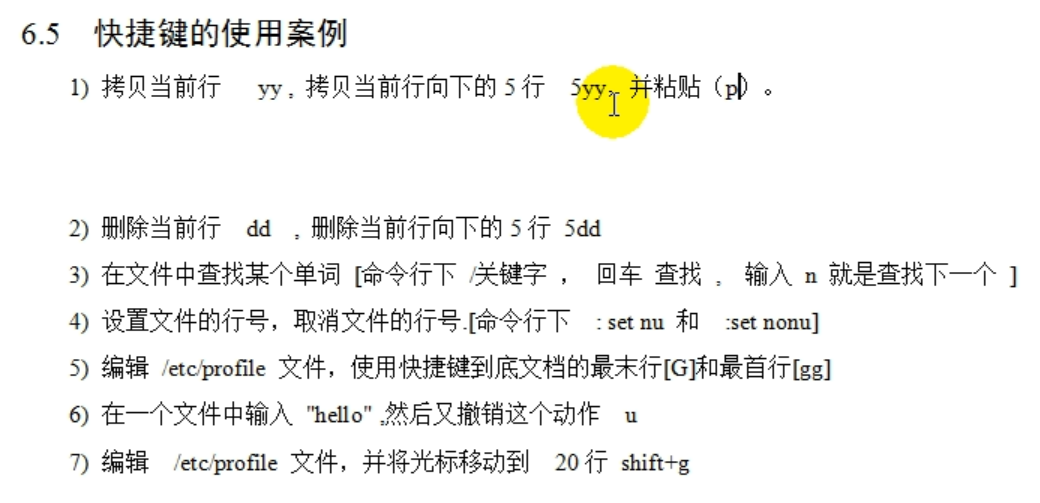 6.5 快捷键的使用案例
1) 拷贝当前行 yy , 拷贝当前行向下的 5 行 5yy，并粘贴（p）。
2) 删除当前行 dd , 删除当前行向下的 5 行 5dd
3) 在文件中查找某个单词 [命令行下 /关键字 ， 回车 查找 , 输入 n 就是查找下一个 ]
4) 设置文件的行号，取消文件的行号.[命令行下 : set nu 和 :set nonu]
5) 编辑 /etc/profile 文件，使用快捷键到底文档的最末行[G]和最首行[gg]
6) 在一个文件中输入 "hello" ,然后又撤销这个动作 u
7) 编辑 /etc/profile 文件，并将光标移动到 20 行 shift+g